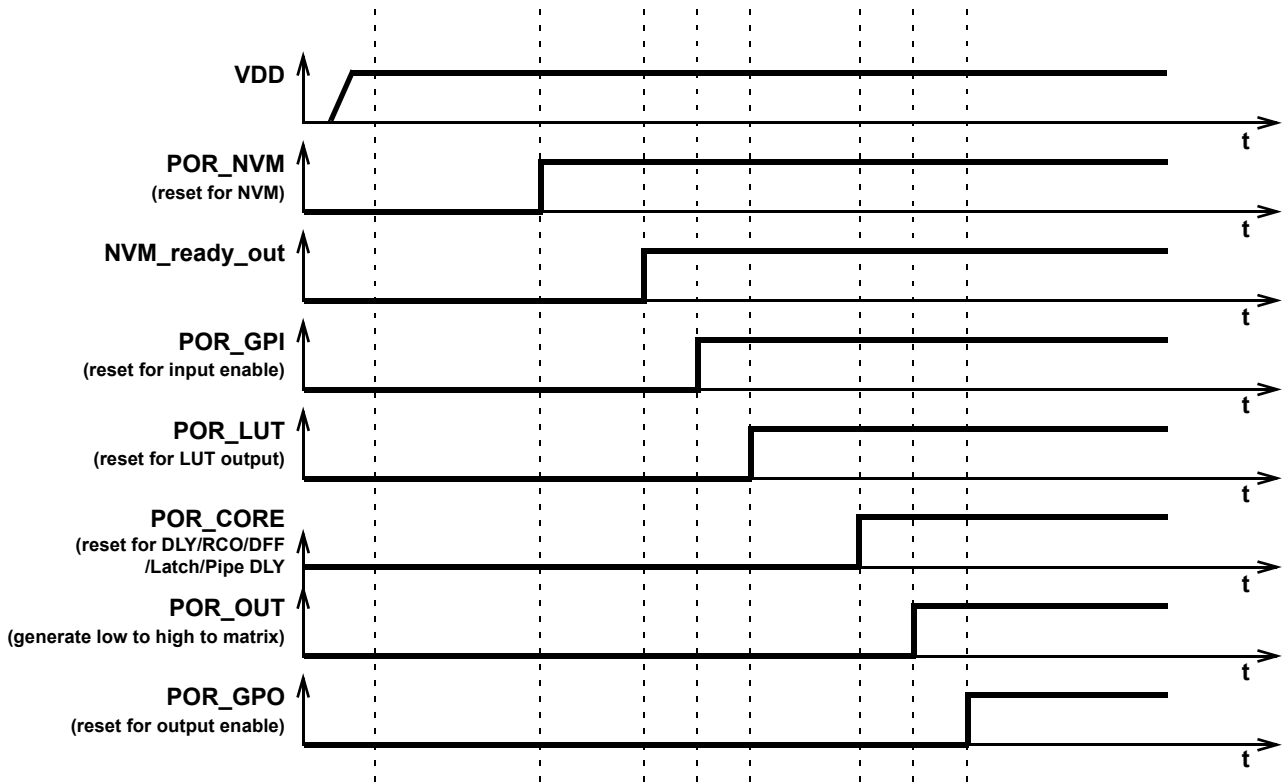 VDD
t
POR_NVM
(reset for NVM)
t
NVM_ready_out
t
POR_GPI
(reset for input enable)
t
POR_LUT
(reset for LUT output)
t
POR_CORE
(reset for DLY/RCO/DFF
/Latch/Pipe DLY
t
POR_OUT
(generate low to high to matrix)
t
POR_GPO
(reset for output enable)
t